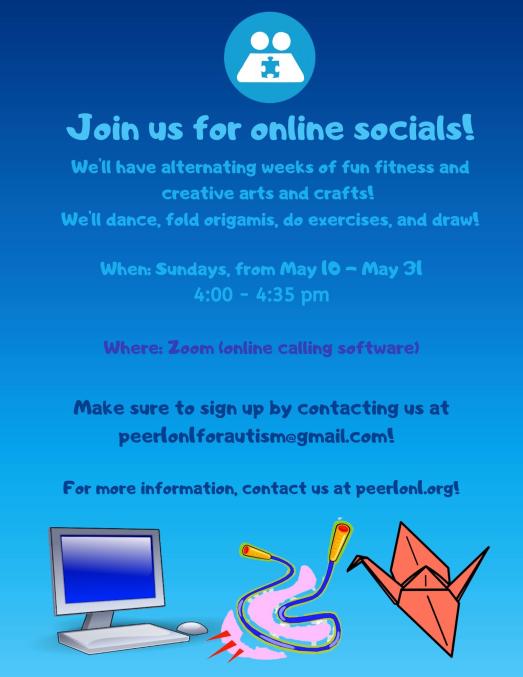 Join us for online socials!
We'll have alternating weeks of fun fitness and
creative arts and crafts!
We'll dance, fold origamis, do exercises, and draw!
When: Sundays, from May 10 - May 31
4:00 - 4:35 pm
Where: Zoom (online calling software)
Make sure to sign up by contacting us at
peer1on1forautism@gmail.com!
For more information, contact us at peer1on1.org!